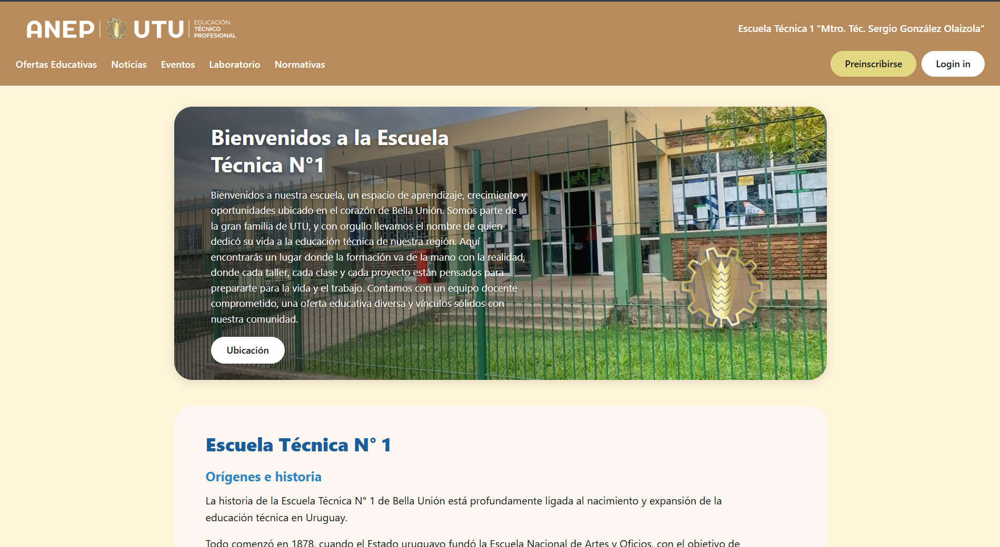 ANEP UTU EDUCACIÓN
TÉCNICO
PROFESIONAL
Escuela Técnica 1 "Mtro. Téc. Sergio González Olaizola"
Ofertas Educativas Noticias Eventos Laboratorio Normativas
Preinscribirse Login in
Bienvenidos a la Escuela
Técnica N°1
Bienvenidos a nuestra escuela, un espacio de aprendizaje, crecimiento y
oportunidades ubicado en el corazón de Bella Unión. Somos parte de
la gran familia de UTU, y con orgullo llevamos el nombre de quien
dedicó su vida a la educación técnica de nuestra región. Aquí
encontrarás un lugar donde la formación va de la mano con la realidad,
donde cada taller, cada clase y cada proyecto están pensados para
prepararte para la vida y el trabajo. Contamos con un equipo docente
comprometido, una oferta educativa diversa y vínculos sólidos con
nuestra comunidad.
Ubicación
Escuela Técnica N° 1
Orígenes e historia
La historia de la Escuela Técnica N° 1 de Bella Unión está profundamente ligada al nacimiento y expansión de la
educación técnica en Uruguay.
Todo comenzó en 1878, cuando el Estado uruguayo fundó la Escuela Nacional de Artes y Oficios, con el objetivo de